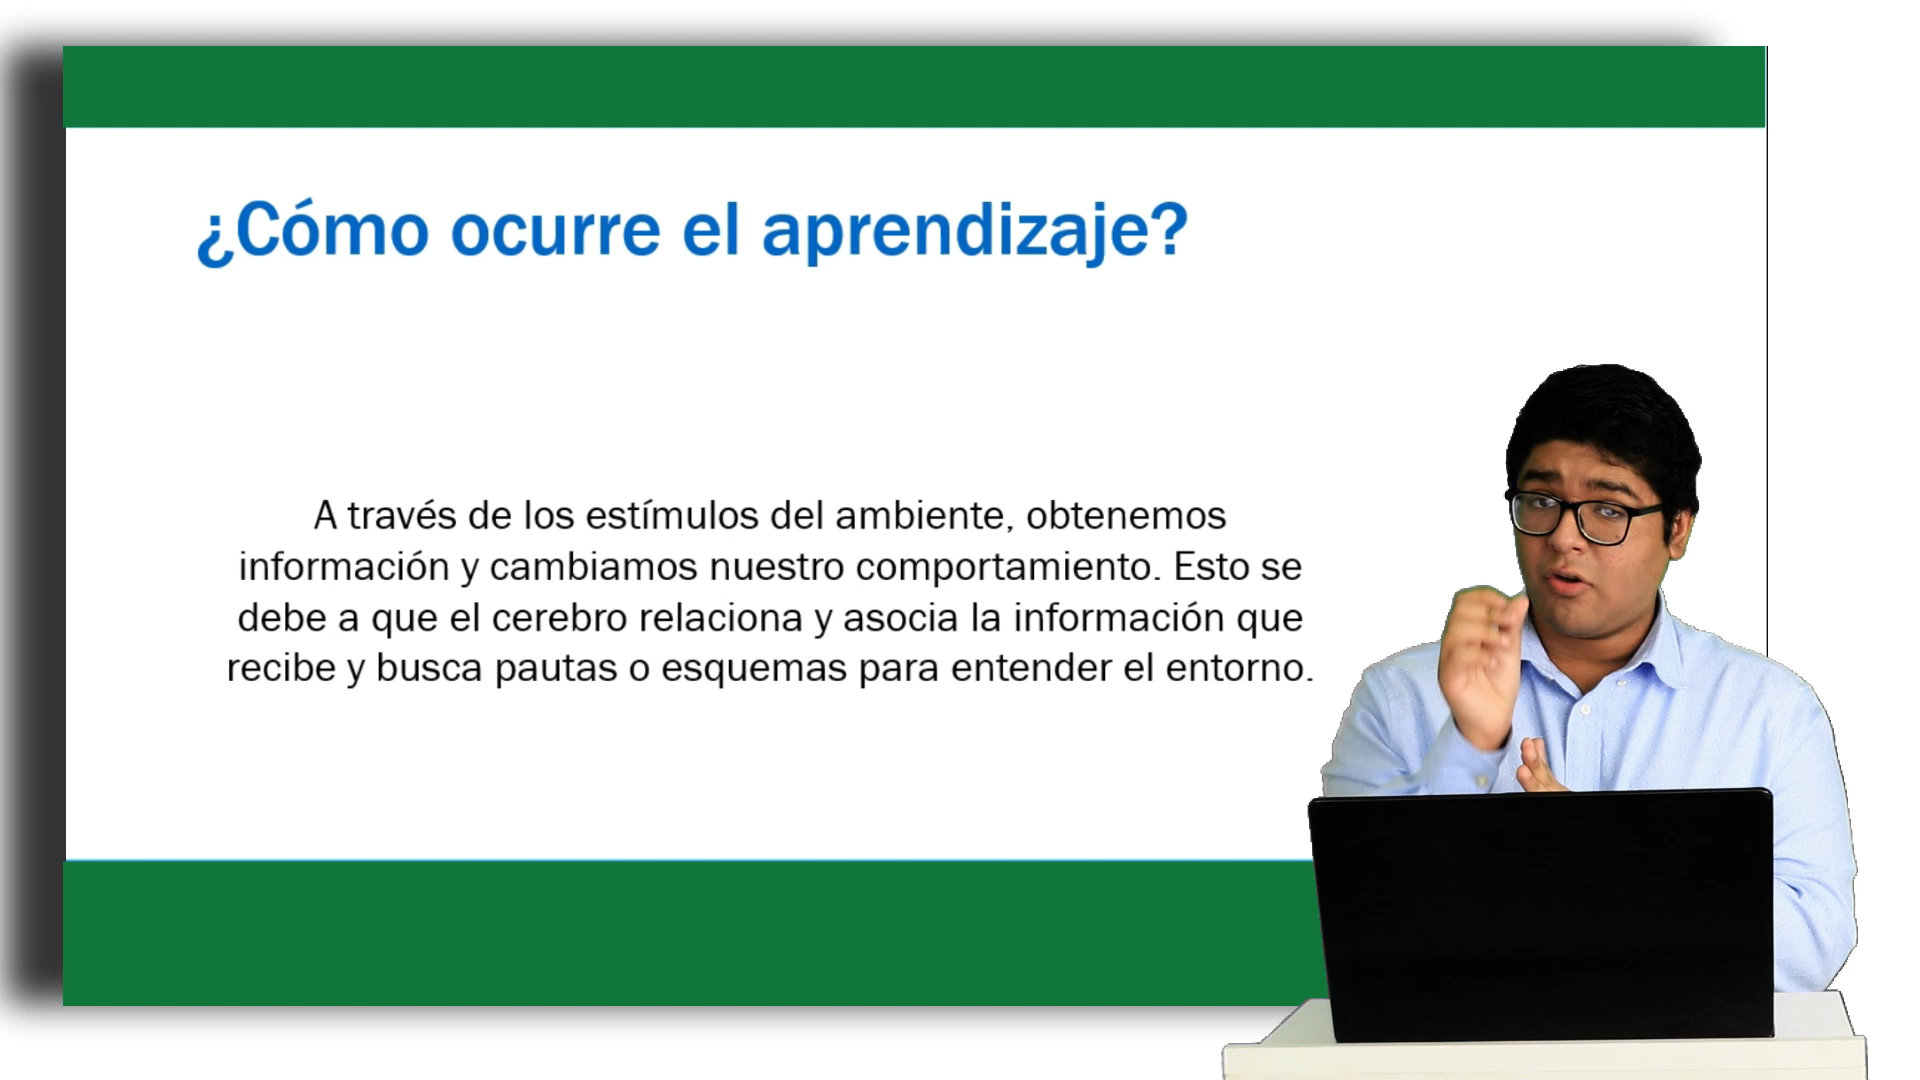 ¿Cómo ocurre el aprendizaje?
A través de los estímulos del ambiente, obtenemos
información y cambiamos nuestro comportamiento. Esto se
debe a que el cerebro relaciona y asocia la información que
recibe y busca pautas o esquemas para entender el entorno.